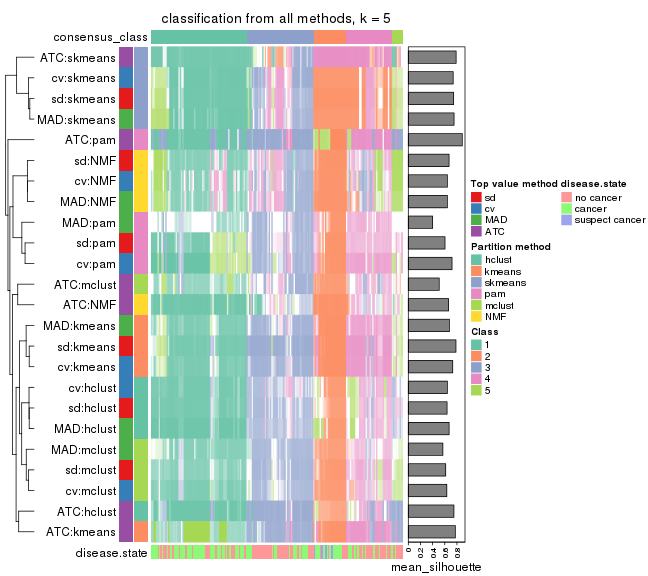 classification from all methods, k = 5
consensus_class
ATC:skmeans
cv:skmeans
sd:skmeans
MAD:skmeans
ATC:pam
sd:NMF
cv:NMF
MAD:NMF
MAD:pam
sd:pam
cv:pam
ATC:mclust
ATC:NMF
MAD:kmeans
sd:kmeans
cv:kmeans
cv:hclust
sd:hclust
MAD:hclust
MAD:mclust
sd:mclust
cv:mclust
ATC:hclust
ATC:kmeans
disease.state
0 0.2 0.4 0.6 0.8
mean_silhouette
Top value method
sd
cv
MAD
ATC
Partition method
hclust
kmeans
skmeans
pam
mclust
NMF
Class
1
2
3
4
5
disease.state
no cancer
cancer
suspect cancer